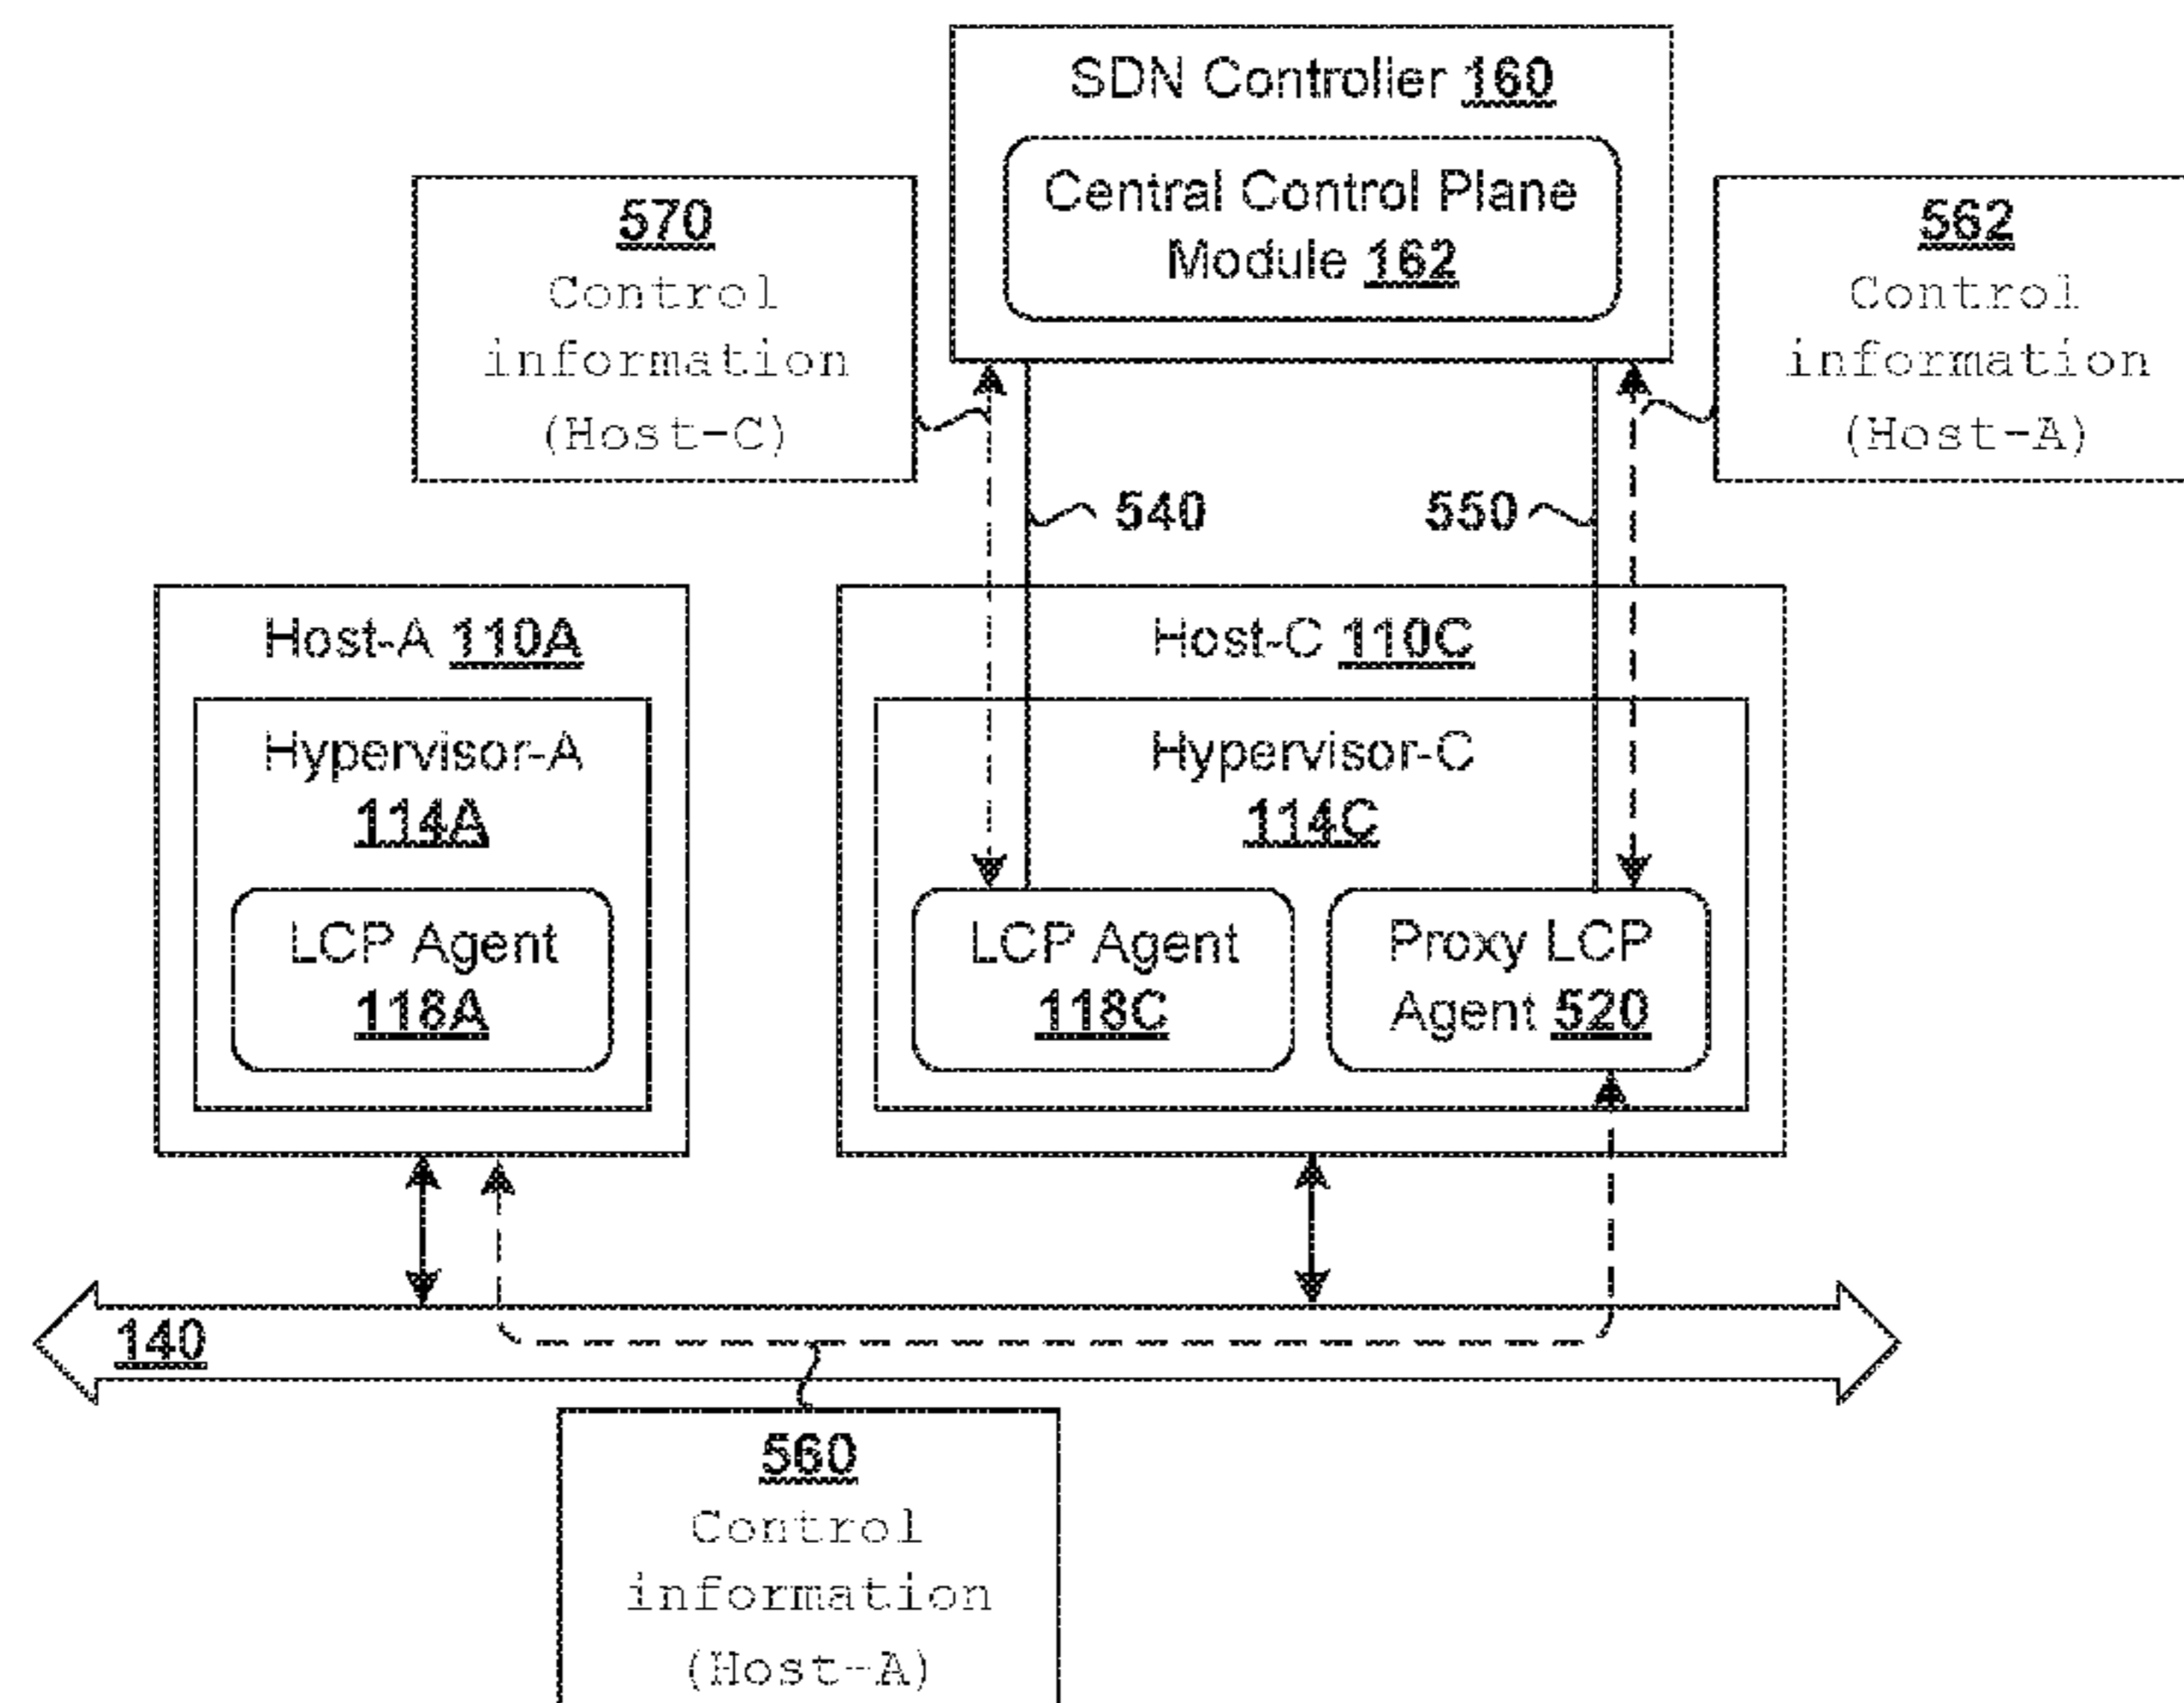 SDN Controller 160
Central Control Plane
Module 162
570
Control
information
(Host-C)
562
Control
information
(Host-A)
540
550
Host-A 110A
Hypervisor-A
114A
LCP Agent
118A
Host-C 110C
Hypervisor-C
114C
LCP Agent
118C
Proxy LCP
Agent 520
140
560
Control
information
(Host-A)